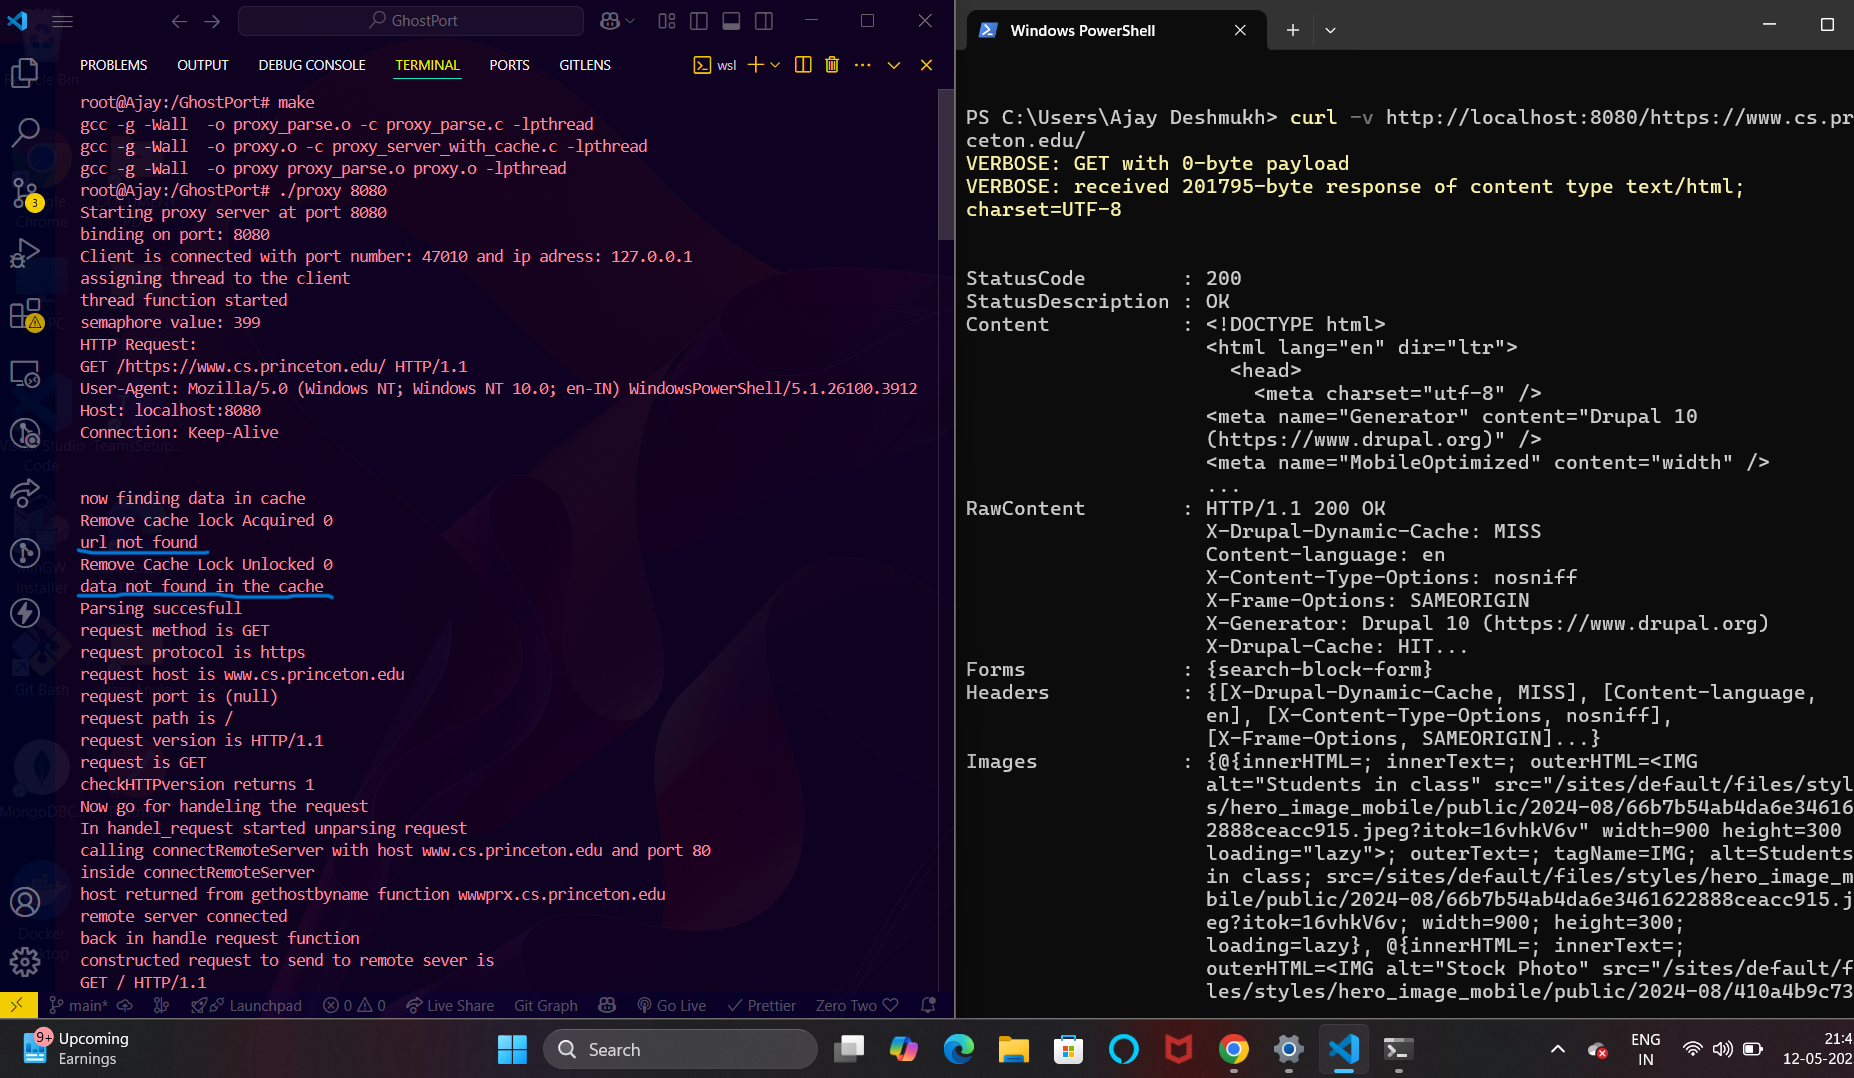 GhostPort
PROBLEMS OUTPUT DEBUG CONSOLE TERMINAL PORTS GITLENS
wsl
root@Ajay:/GhostPort# make
gcc -g -Wall  -o proxy_parse.o -c proxy_parse.c -lpthread
gcc -g -Wall  -o proxy.o -c proxy_server_with_cache.c -lpthread
gcc -g -Wall  -o proxy proxy_parse.o proxy.o -lpthread
root@Ajay:/GhostPort# ./proxy 8080
Starting proxy server at port 8080
binding on port: 8080
Client is connected with port number: 47010 and ip adress: 127.0.0.1
assigning thread to the client
thread function started
semaphore value: 399
HTTP Request:
GET /https://www.cs.princeton.edu/ HTTP/1.1
User-Agent: Mozilla/5.0 (Windows NT; Windows NT 10.0; en-IN) WindowsPowerShell/5.1.26100.3912
Host: localhost:8080
Connection: Keep-Alive
now finding data in cache
Remove cache lock Acquired 0
url not found
Remove Cache Lock Unlocked 0
data not found in the cache
Parsing succesfull
request method is GET
request protocol is https
request host is www.cs.princeton.edu
request port is (null)
request path is /
request version is HTTP/1.1
request is GET
checkHTTPversion returns 1
Now go for handeling the request
In handel_request started unparsing request
calling connectRemoteServer with host www.cs.princeton.edu and port 80
inside connectRemoteServer
host returned from gethostbyname function wwwprx.cs.princeton.edu
remote server connected
back in handle request function
constructed request to send to remote sever is
GET / HTTP/1.1
3
main* Launchpad 0 0 Live Share Git Graph Go Live Prettier Zero Two
Windows PowerShell
PS C:\Users\Ajay Deshmukh> curl -v http://localhost:8080/https://www.cs.pr
ceton.edu/
VERBOSE: GET with 0-byte payload
VERBOSE: received 201795-byte response of content type text/html;
charset=UTF-8
StatusCode        : 200
StatusDescription : OK
Content           : <!DOCTYPE html>
<html lang="en" dir="ltr">
<head>
<meta charset="utf-8" />
<meta name="Generator" content="Drupal 10
(https://www.drupal.org)" />
<meta name="MobileOptimized" content="width" />
...
RawContent        : HTTP/1.1 200 OK
X-Drupal-Dynamic-Cache: MISS
Content-language: en
X-Content-Type-Options: nosniff
X-Frame-Options: SAMEORIGIN
X-Generator: Drupal 10 (https://www.drupal.org)
X-Drupal-Cache: HIT...
Forms             : {search-block-form}
Headers           : {[X-Drupal-Dynamic-Cache, MISS], [Content-language,
en], [X-Content-Type-Options, nosniff],
[X-Frame-Options, SAMEORIGIN]...}
Images            : {@{innerHTML=; innerText=; outerHTML=<IMG
alt="Students in class" src="/sites/default/files/styl
s/hero_image_mobile/public/2024-08/66b7b54ab4da6e34616
2888ceacc915.jpeg?itok=16vhkV6v" width=900 height=300
loading="lazy">; outerText=; tagName=IMG; alt=Students
in class; src=/sites/default/files/styles/hero_image_m
bile/public/2024-08/66b7b54ab4da6e3461622888ceacc915.j
eg?itok=16vhkV6v; width=900; height=300;
loading=lazy}, @{innerHTML=; innerText=;
outerHTML=<IMG alt="Stock Photo" src="/sites/default/f
les/styles/hero_image_mobile/public/2024-08/410a4b9c73
9+ Upcoming
Earnings
Search
ENG
IN
21:4
12-05-202